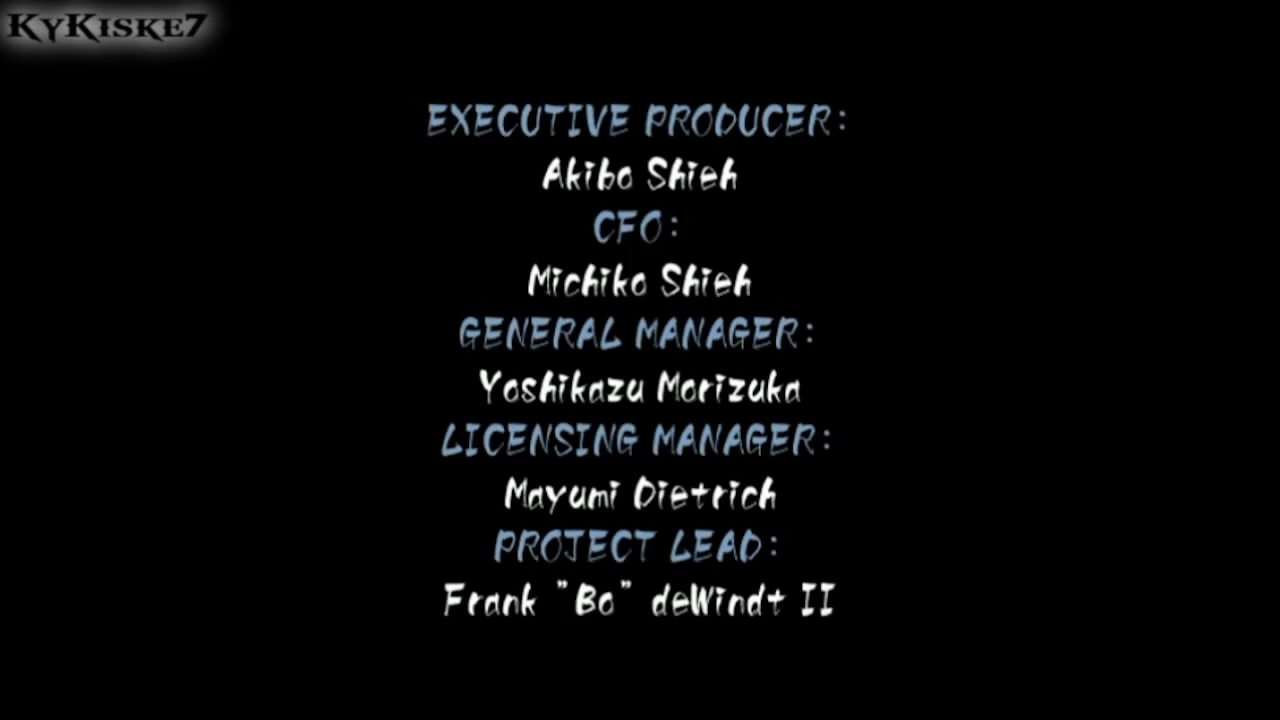 KyKiske7
EXECUTIVE PRODUCER:
Akibo Shieh
CFO:
Michiko Shieh
GENERAL MANAGER:
Yoshikazu Morizuka
LICENSING MANAGER:
Mayumi Dietrich
PROJECT LEAD:
Frank "Bo" deWindt II